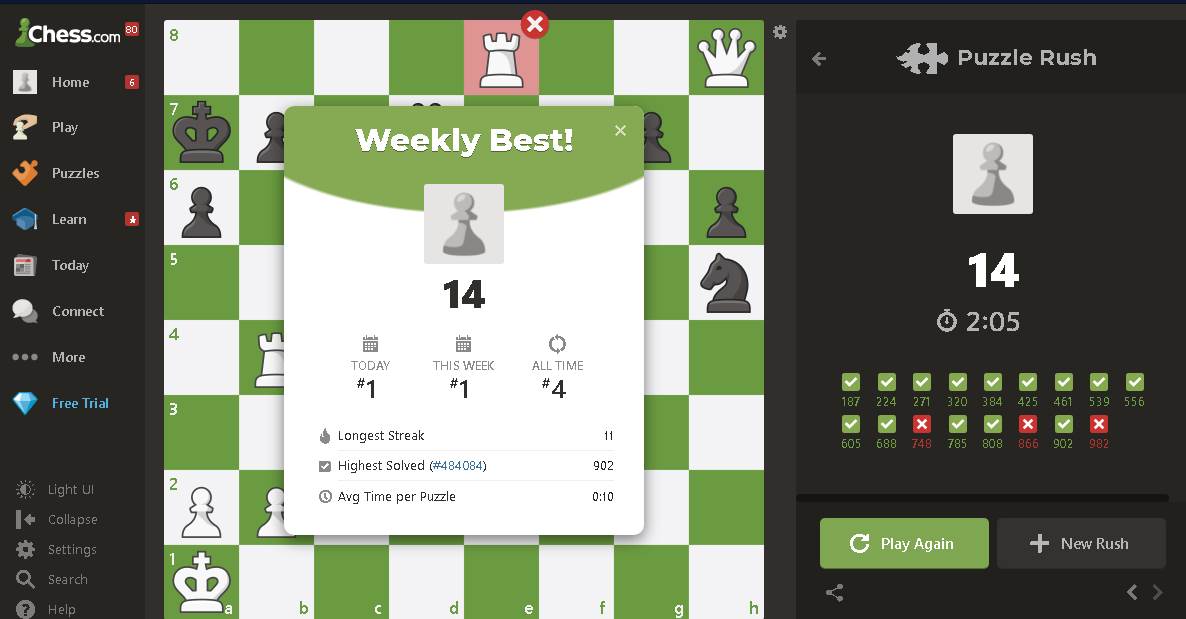 Chess.com 80
Home 6
Play
Puzzles
Learn
Today
Connect
More
Free Trial
Light UI
Collapse
Settings
Search
Help
8
7
6
5
4
3
2
1
a b c d e f g h
Weekly Best!
14
TODAY THIS WEEK ALL TIME
#1 #1 #4
Longest Streak 11
Highest Solved (#484084) 902
Avg Time per Puzzle 0:10
Puzzle Rush
14
2:05
187 224 271 320 384 425 461 539 556
605 688 748 785 808 866 902 982
Play Again
New Rush